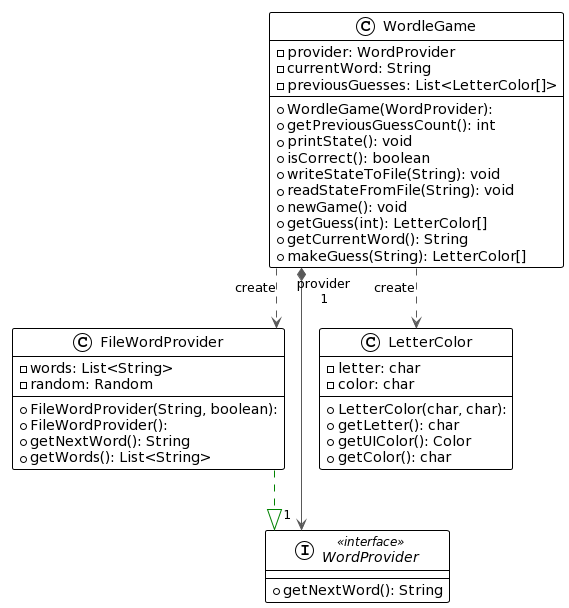 C WordleGame
provider: WordProvider
currentWord: String
previousGuesses: List<LetterColor[]>
WordleGame(WordProvider):
getPreviousGuessCount(): int
printState(): void
isCorrect(): boolean
writeStateToFile(String): void
readStateFromFile(String): void
newGame(): void
getGuess(int): LetterColor[]
getCurrentWord(): String
makeGuess(String): LetterColor[]
create
provider
1
create
C FileWordProvider
words: List<String>
random: Random
FileWordProvider(String, boolean):
FileWordProvider():
getNextWord(): String
getWords(): List<String>
C LetterColor
letter: char
color: char
LetterColor(char, char):
getLetter(): char
getUIColor(): Color
getColor(): char
1
«interface»
I WordProvider
getNextWord(): String